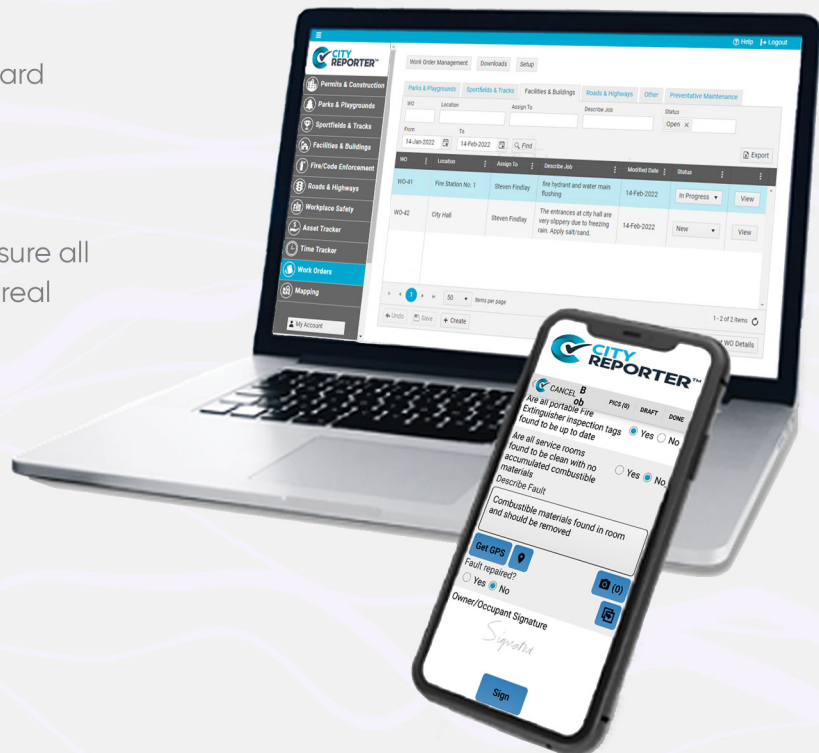 ard
sure all
real
Help Logout
CITY
REPORTER™
Permits & Construction
Parks & Playgrounds
Sportfields & Tracks
Facilities & Buildings
Fire/Code Enforcement
Roads & Highways
Workplace Safety
Asset Tracker
Time Tracker
Work Orders
Mapping
My Account
Work Order Management Downloads Setup
Parks & Playgrounds Sportfields & Tracks Facilities & Buildings Roads & Highways Other Preventative Maintenance
WO Location Assign To Describe Job Status
Open ×
From To
14-Jan-2022 14-Feb-2022 Find
Export
WO Location Assign To Describe Job Modified Date Status
WO-41 Fire Station No. 1 Steven Findlay fire hydrant and water main
flushing 14-Feb-2022 In Progress View
WO-42 City Hall Steven Findlay The entrances at city hall are
very slippery due to freezing
rain. Apply salt/sand. 14-Feb-2022 New View
1 50 items per page 1 - 2 of 2 items
Undo Save + Create WO Details
CITY
REPORTER™
CANCEL B
ob PICS (0) DRAFT DONE
Are all portable Fire
Extinguisher inspection tags
found to be up to date Yes No
Are all service rooms
found to be clean with no
accumulated combustible
materials Yes No
Describe Fault
Combustible materials found in room
and should be removed
Get GPS
(0)
Fault repaired?
Yes No
Owner/Occupant Signature
Signature
Sign